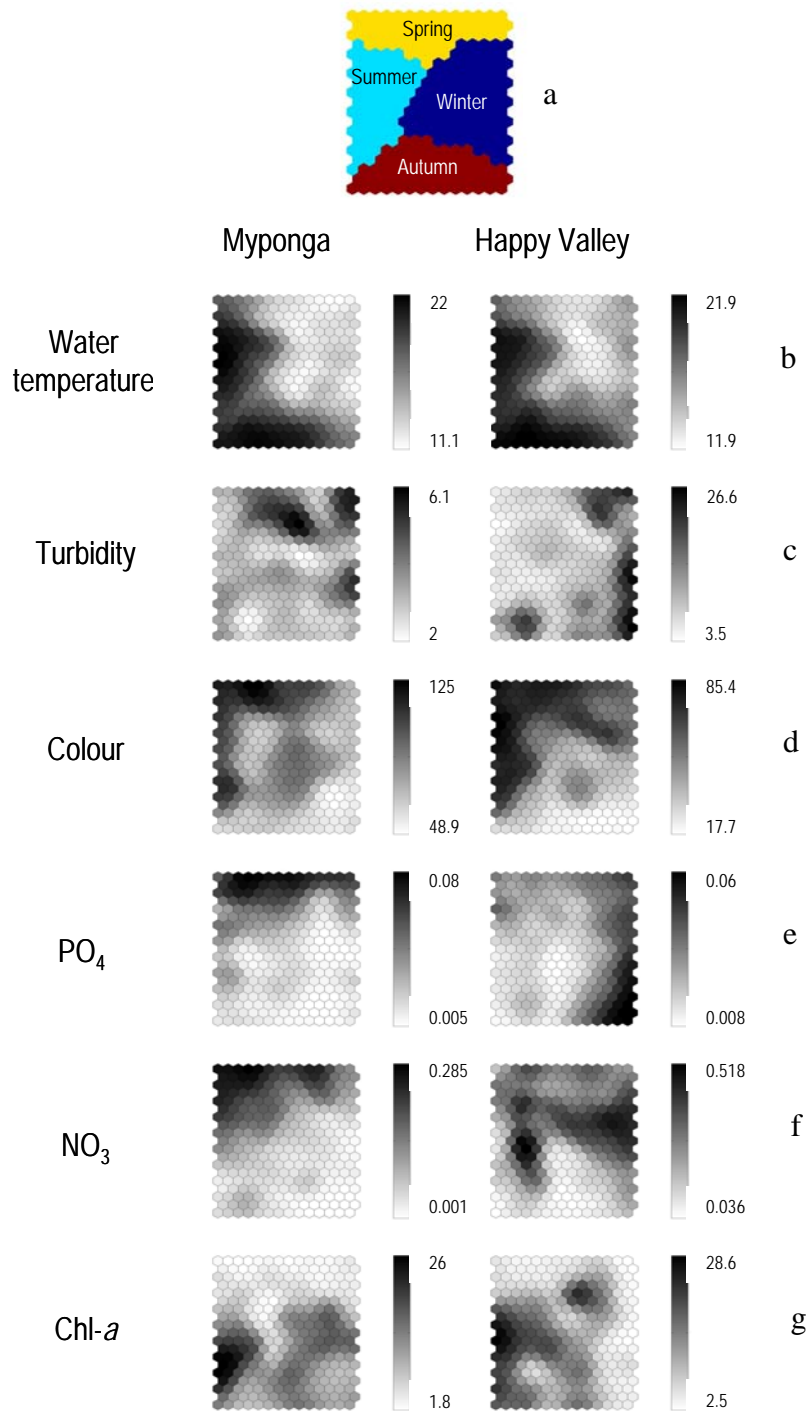 Spring
Summer
Winter
Autumn
a
Myponga Happy Valley
Water
temperature
22
11.1
21.9
11.9
b
Turbidity
6.1
2
26.6
3.5
c
Colour
125
48.9
85.4
17.7
d
PO₄
0.08
0.005
0.06
0.008
e
NO₃
0.285
0.001
0.518
0.036
f
Chl-a
26
1.8
28.6
2.5
g